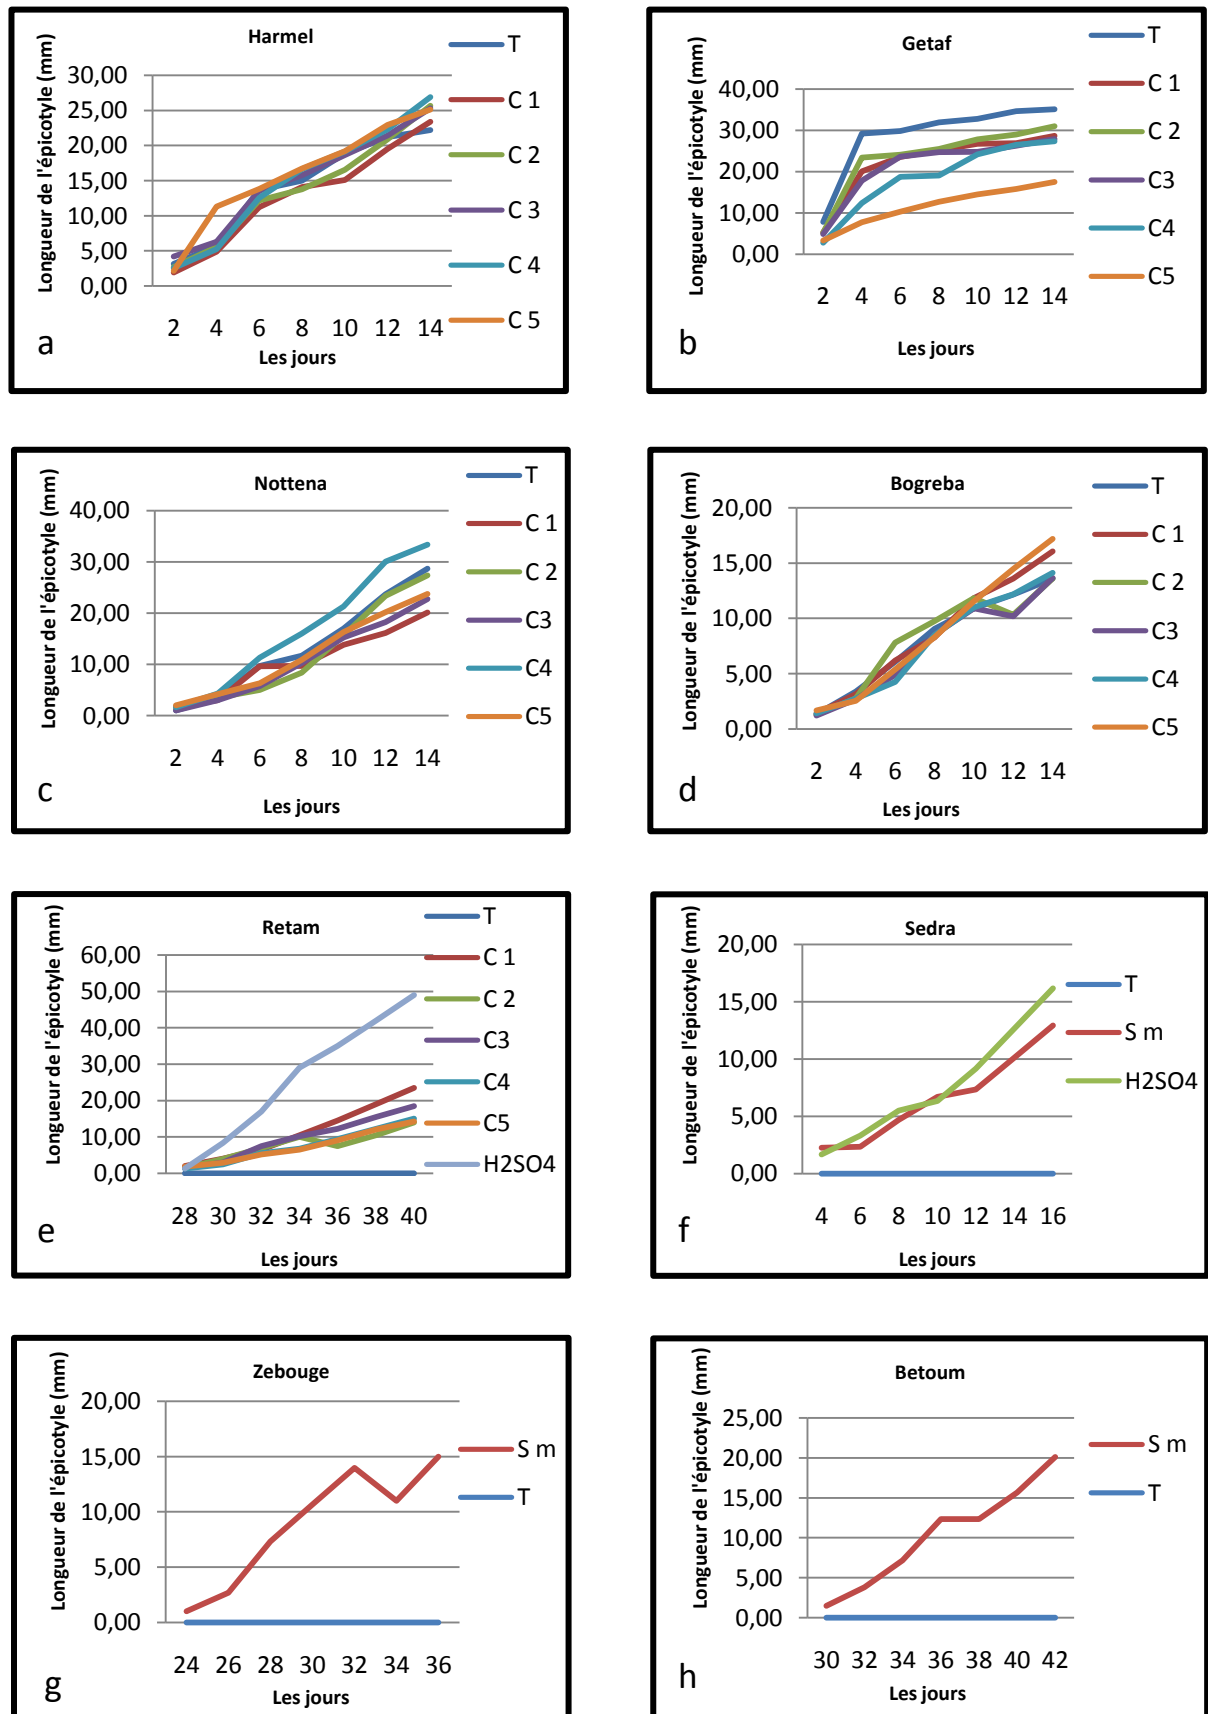 Harmel
Longueur de l'épicotyle (mm)
30,00
25,00
20,00
15,00
10,00
5,00
0,00
2 4 6 8 10 12 14
Les jours
T
C 1
C 2
C 3
C 4
C 5
a
Getaf
Longueur de l'épicotyle (mm)
40,00
30,00
20,00
10,00
0,00
2 4 6 8 10 12 14
Les jours
T
C 1
C 2
C3
C4
C5
b
Nottena
Longueur de l'épicotyle (mm)
40,00
30,00
20,00
10,00
0,00
2 4 6 8 10 12 14
Les jours
T
C 1
C 2
C3
C4
C5
c
Bogreba
Longueur de l'épicotyle (mm)
20,00
15,00
10,00
5,00
0,00
2 4 6 8 10 12 14
Les jours
T
C 1
C 2
C3
C4
C5
d
Retam
Longueur de l'épicotyle (mm)
60,00
50,00
40,00
30,00
20,00
10,00
0,00
28 30 32 34 36 38 40
Les jours
T
C 1
C 2
C3
C4
C5
H2SO4
e
Sedra
Longueur de l'épicotyle (mm)
20,00
15,00
10,00
5,00
0,00
4 6 8 10 12 14 16
Les jours
T
S m
H2SO4
f
Zebouge
Longueur de l'épicotyle (mm)
20,00
15,00
10,00
5,00
0,00
24 26 28 30 32 34 36
Les jours
S m
T
g
Betoum
Longueur de l'épicotyle (mm)
25,00
20,00
15,00
10,00
5,00
0,00
30 32 34 36 38 40 42
Les jours
S m
T
h